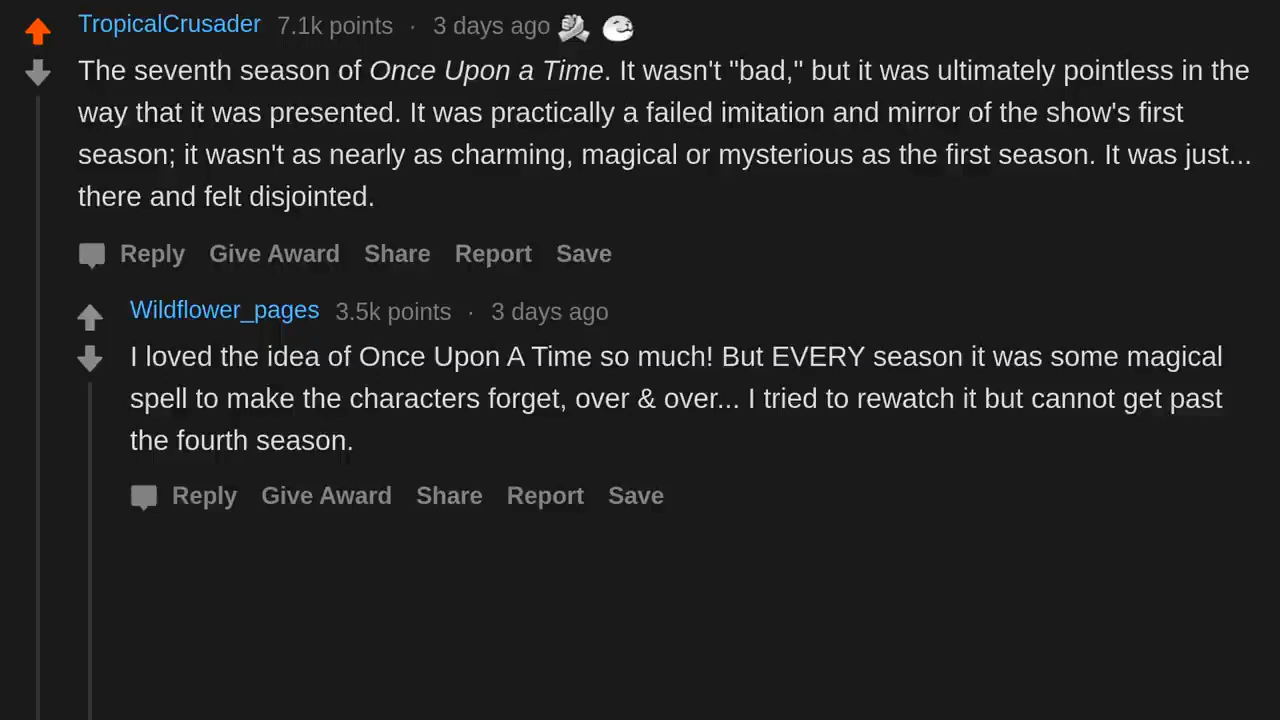 TropicalCrusader 7.1k points · 3 days ago
The seventh season of Once Upon a Time. It wasn't "bad," but it was ultimately pointless in the
way that it was presented. It was practically a failed imitation and mirror of the show's first
season; it wasn't as nearly as charming, magical or mysterious as the first season. It was just...
there and felt disjointed.
Reply Give Award Share Report Save
Wildflower_pages 3.5k points · 3 days ago
I loved the idea of Once Upon A Time so much! But EVERY season it was some magical
spell to make the characters forget, over & over... I tried to rewatch it but cannot get past
the fourth season.
Reply Give Award Share Report Save